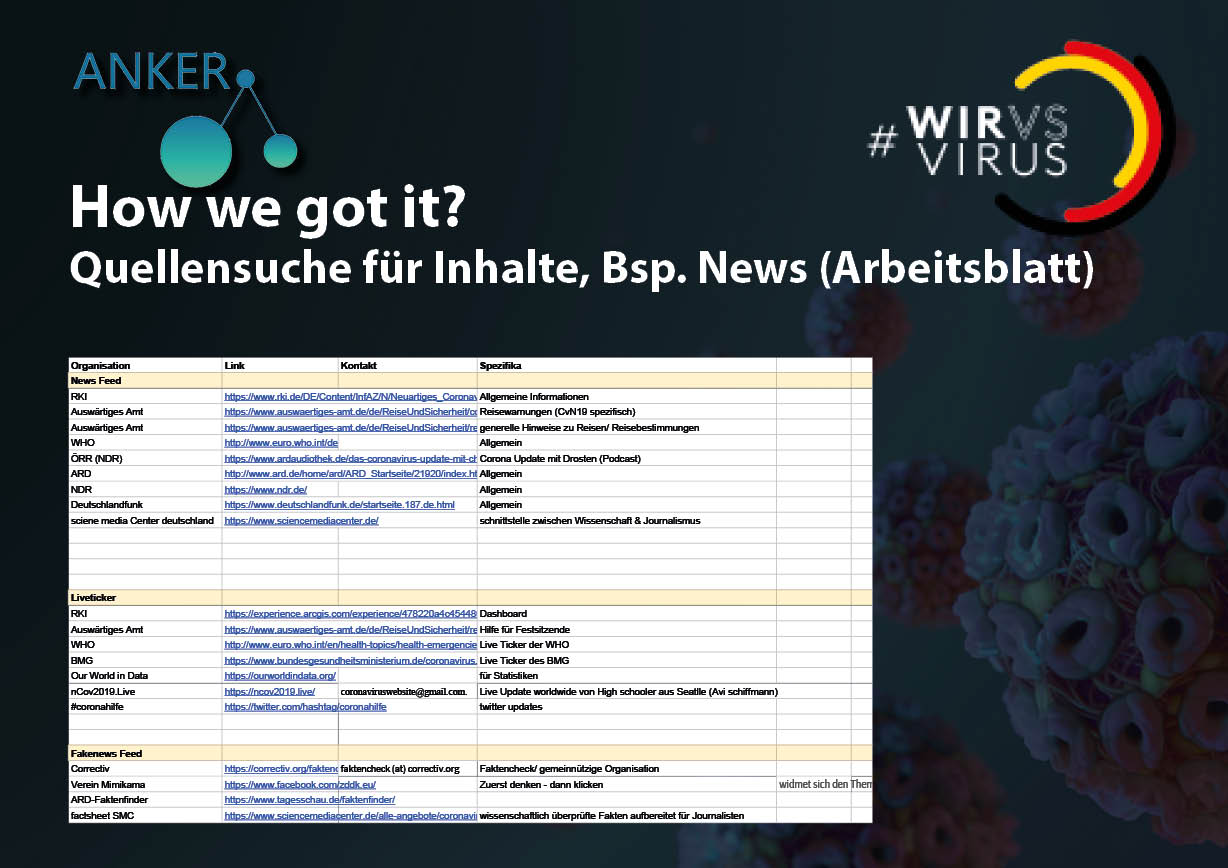 ANKER
# WIRVS
VIRUS
How we got it?
Quellensuche für Inhalte, Bsp. News (Arbeitsblatt)
Organisation Link Kontakt Spezifika
News Feed
RKI https://www.rki.de/DE/Content/InfAZ/N/Neuartiges_Coronav Allgemeine Informationen
Auswärtiges Amt https://www.auswaertiges-amt.de/de/ReiseUndSicherheit/co Reisewarnungen (CvN19 spezifisch)
Auswärtiges Amt https://www.auswaertiges-amt.de/de/ReiseUndSicherheit/re generelle Hinweise zu Reisen/ Reisebestimmungen
WHO http://www.euro.who.int/de Allgemein
ÖRR (NDR) https://www.ardaudiothek.de/das-coronavirus-update-mit-ch Corona Update mit Drosten (Podcast)
ARD http://www.ard.de/home/ard/ARD_Startseite/21920/index.ht Allgemein
NDR https://www.ndr.de/ Allgemein
Deutschlandfunk https://www.deutschlandfunk.de/startseite.187.de.html Allgemein
sciene media Center deutschland https://www.sciencemediacenter.de/ schnittstelle zwischen Wissenschaft & Journalismus
Liveticker
RKI https://experience.arcgis.com/experience/478220a4c45448 Dashboard
Auswärtiges Amt https://www.auswaertiges-amt.de/de/ReiseUndSicherheit/re Hilfe für Festsitzende
WHO http://www.euro.who.int/en/health-topics/health-emergencie Live Ticker der WHO
BMG https://www.bundesgesundheitsministerium.de/coronavirus. Live Ticker des BMG
Our World in Data https://ourworldindata.org/ für Statistiken
nCov2019.Live https://ncov2019.live/ coronaviruswebsite@gmail.com. Live Update worldwide von High schooler aus Seatlle (Avi schiffmann)
#coronahilfe https://twitter.com/hashtag/coronahilfe twitter updates
Fakenews Feed
Correctiv https://correctiv.org/faktenc faktencheck (at) correctiv.org Faktencheck/ gemeinnützige Organisation
Verein Mimikama https://www.facebook.com/zddk.eu/ Zuerst denken - dann klicken widmet sich den Them
ARD-Faktenfinder https://www.tagesschau.de/faktenfinder/
factsheet SMC https://www.sciencemediacenter.de/alle-angebote/coronavi wissenschaftlich überprüfte Fakten aufbereitet für Journalisten